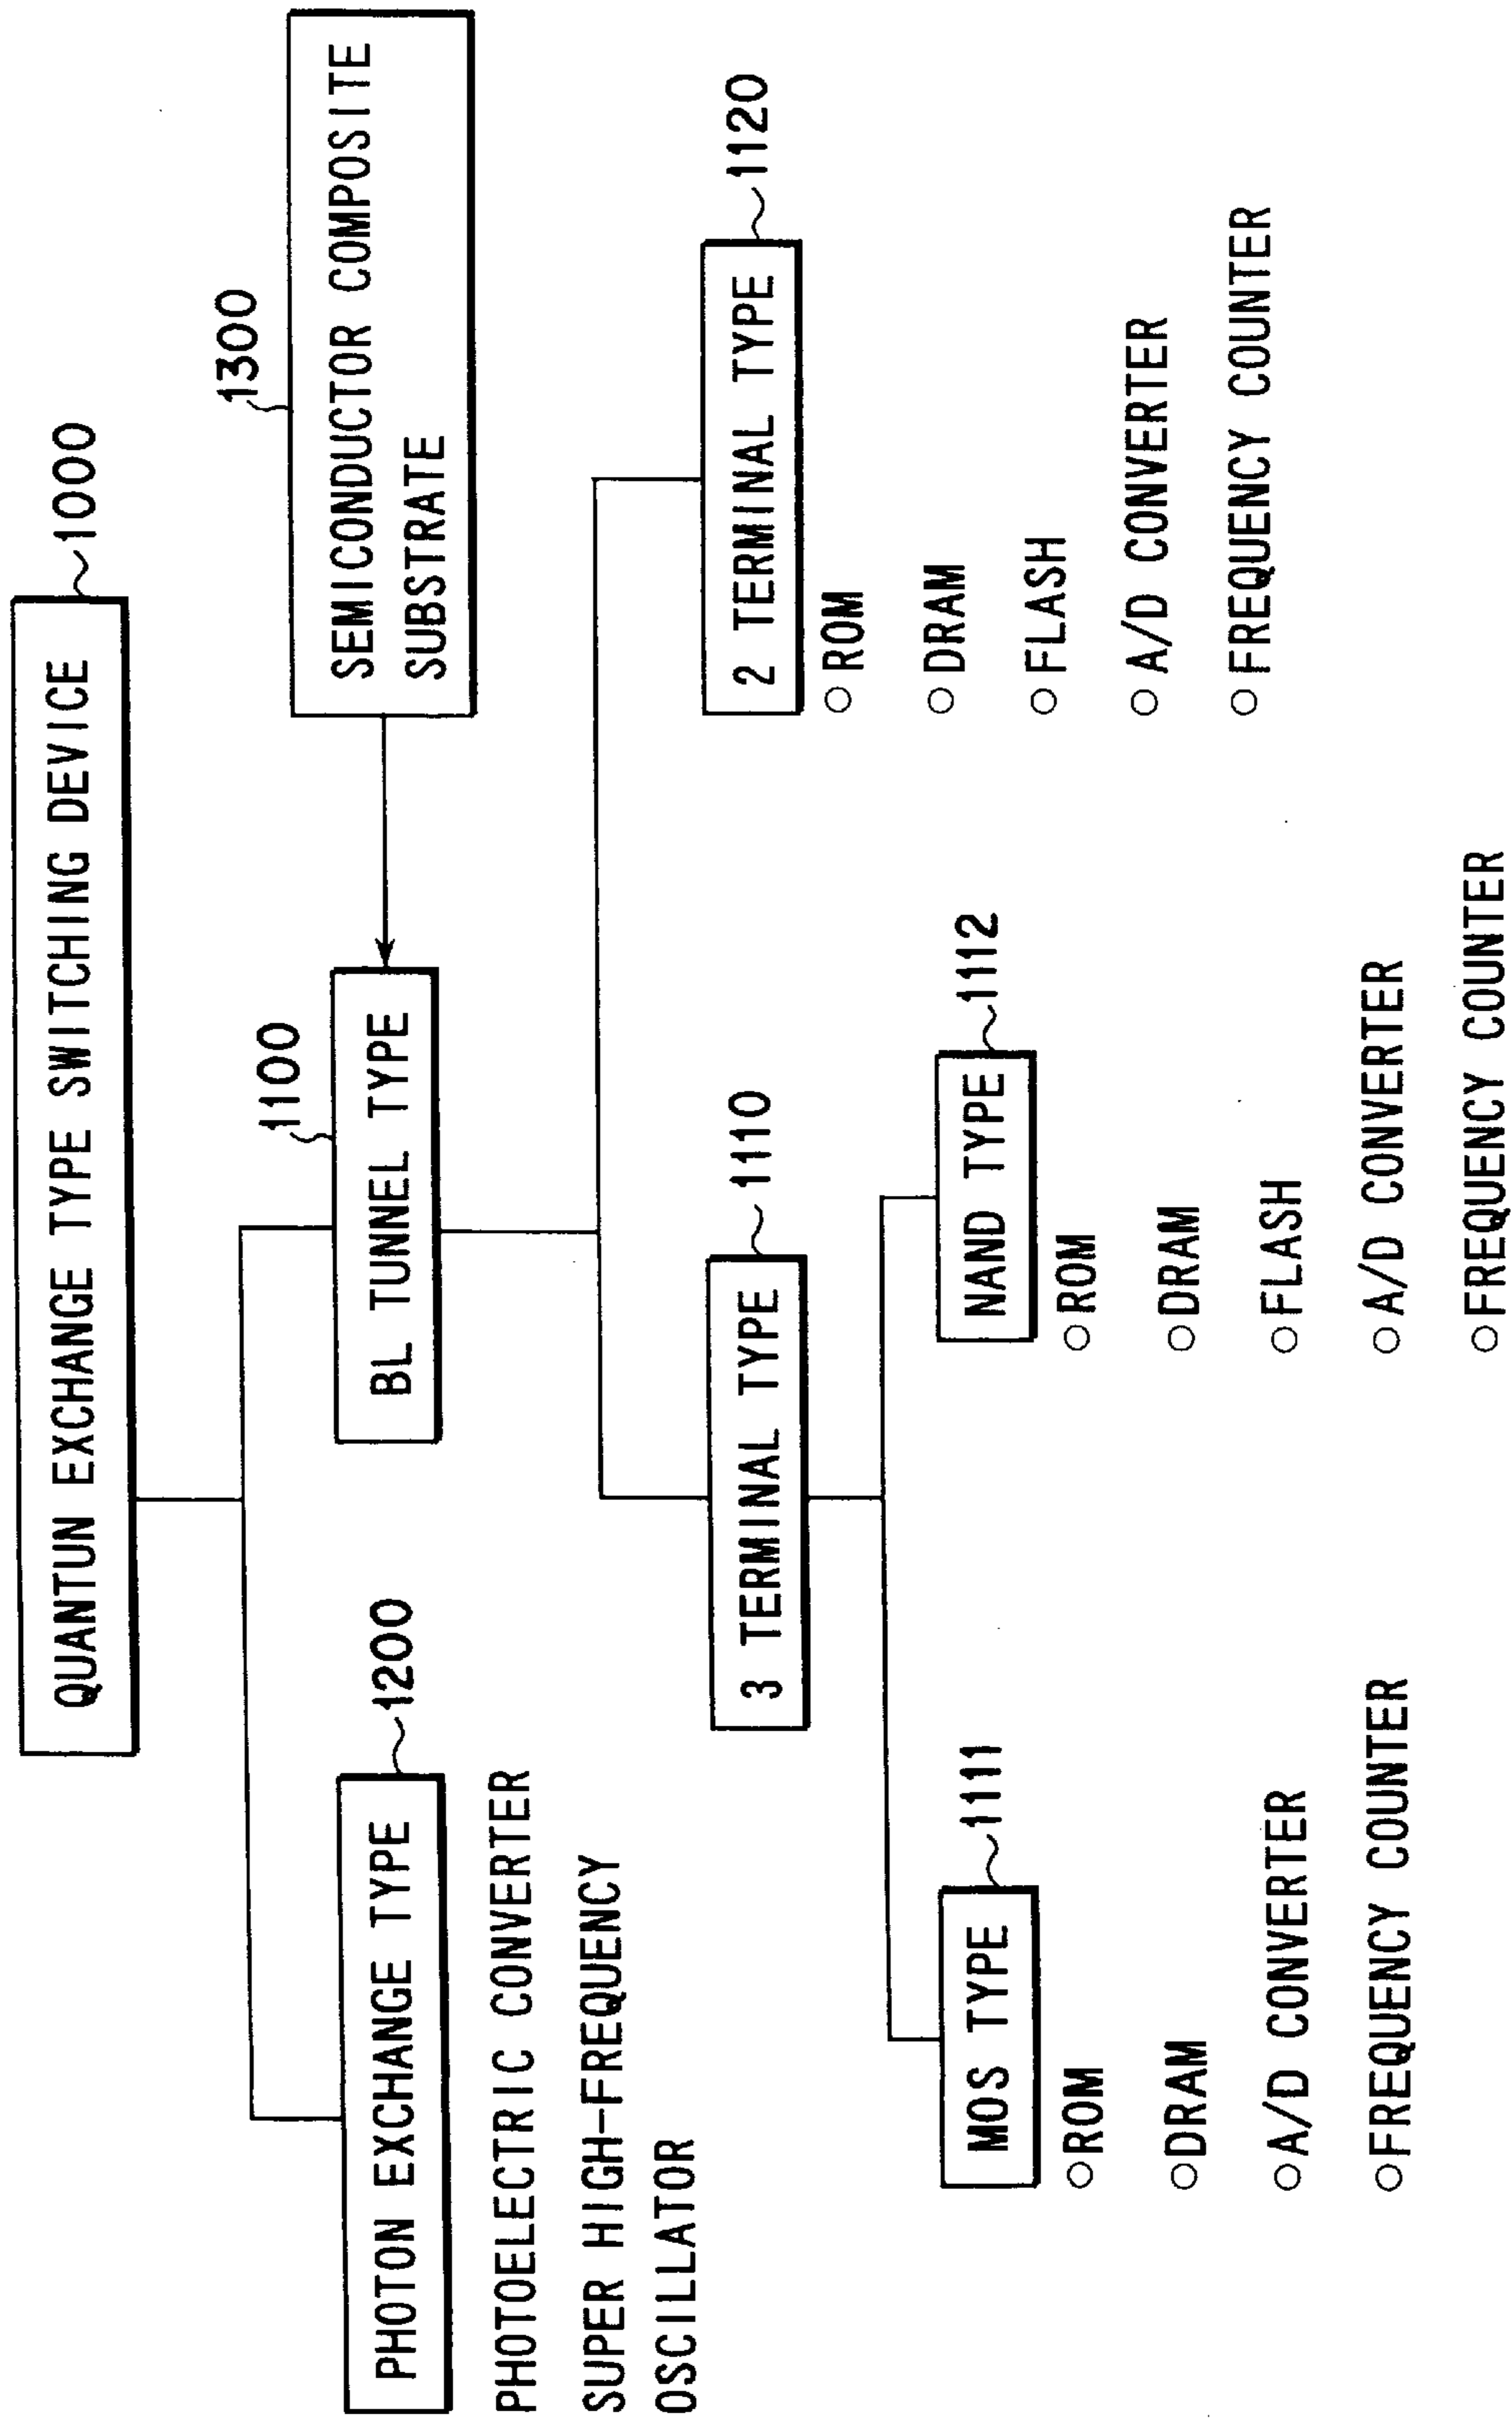 QUANTUN EXCHANGE TYPE SWITCHING DEVICE
1000
1300
SEMICONDUCTOR COMPOSITE
SUBSTRATE
1100
BL TUNNEL TYPE
1200
PHOTON EXCHANGE TYPE
PHOTOELECTRIC CONVERTER
SUPER HIGH-FREQUENCY
OSCILLATOR
1110
3 TERMINAL TYPE
1120
2 TERMINAL TYPE
○ ROM
○ DRAM
○ FLASH
○ A/D CONVERTER
○ FREQUENCY COUNTER
1111
MOS TYPE
○ ROM
○ DRAM
○ A/D CONVERTER
○ FREQUENCY COUNTER
1112
NAND TYPE
○ ROM
○ DRAM
○ FLASH
○ A/D CONVERTER
○ FREQUENCY COUNTER